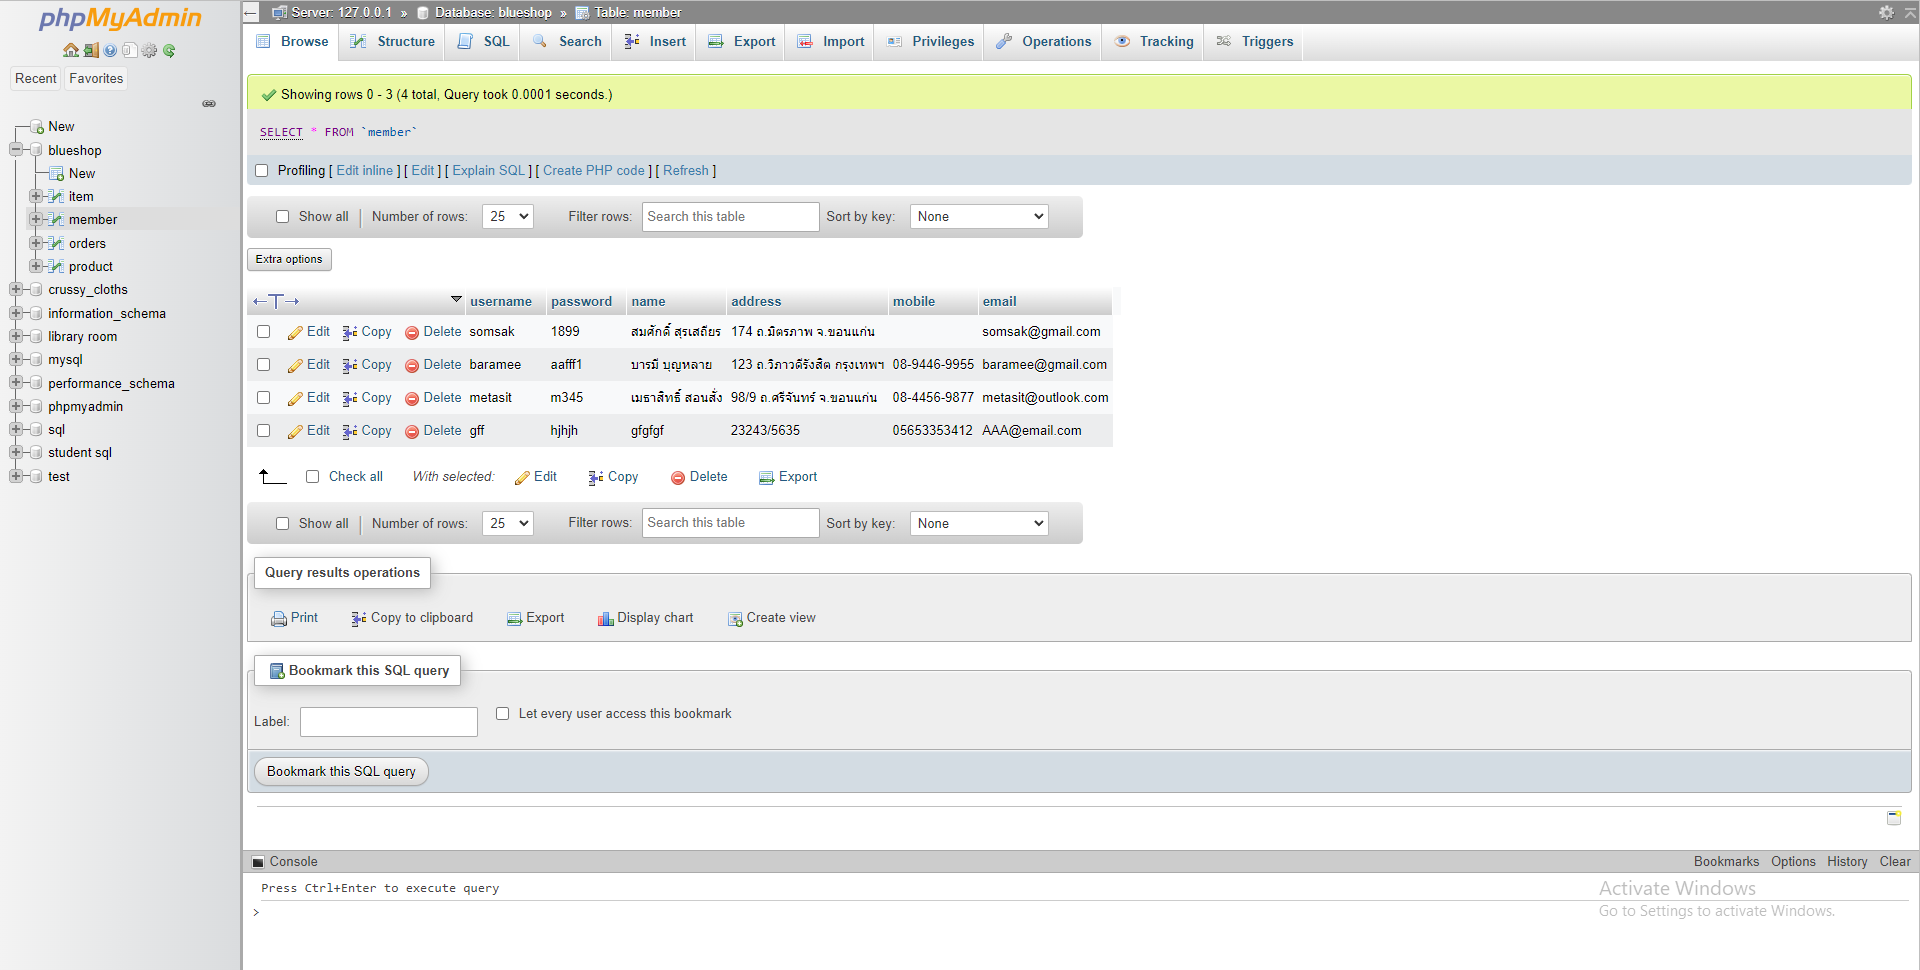 phpMyAdmin
Recent Favorites
New
blueshop
New
item
member
orders
product
crussy_cloths
information_schema
library room
mysql
performance_schema
phpmyadmin
sql
student sql
test
Server: 127.0.0.1 » Database: blueshop » Table: member
Browse Structure SQL Search Insert Export Import Privileges Operations Tracking Triggers
Showing rows 0 - 3 (4 total, Query took 0.0001 seconds.)
SELECT * FROM `member`
Profiling [ Edit inline ] [ Edit ] [ Explain SQL ] [ Create PHP code ] [ Refresh ]
Show all | Number of rows: 25 Filter rows: Search this table Sort by key: None
Extra options
←T→ username password name address mobile email
Edit Copy Delete somsak 1899 สมศักดิ์ สุรเสถียร 174 ถ.มิตรภาพ จ.ขอนแก่น somsak@gmail.com
Edit Copy Delete baramee aafff1 บารมี บุญหลาย 123 ถ.วิภาวดีรังสิต กรุงเทพฯ 08-9446-9955 baramee@gmail.com
Edit Copy Delete metasit m345 เมธาสิทธิ์ สอนสั่ง 98/9 ถ.ศรีจันทร์ จ.ขอนแก่น 08-4456-9877 metasit@outlook.com
Edit Copy Delete gff hjhjh gfgfgf 23243/5635 05653353412 AAA@email.com
Check all With selected: Edit Copy Delete Export
Show all | Number of rows: 25 Filter rows: Search this table Sort by key: None
Query results operations
Print Copy to clipboard Export Display chart Create view
Bookmark this SQL query
Label: Let every user access this bookmark
Bookmark this SQL query
Console Bookmarks Options History Clear
Press Ctrl+Enter to execute query
>
Activate Windows
Go to Settings to activate Windows.